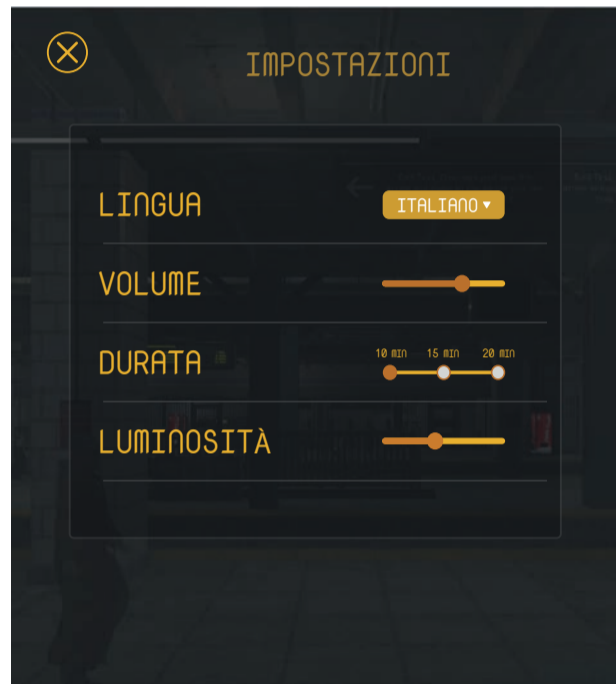 IMPOSTAZIONI
LINGUA
ITALIANO
VOLUME
DURATA
10 MIN 15 MIN 20 MIN
LUMINOSITÀ